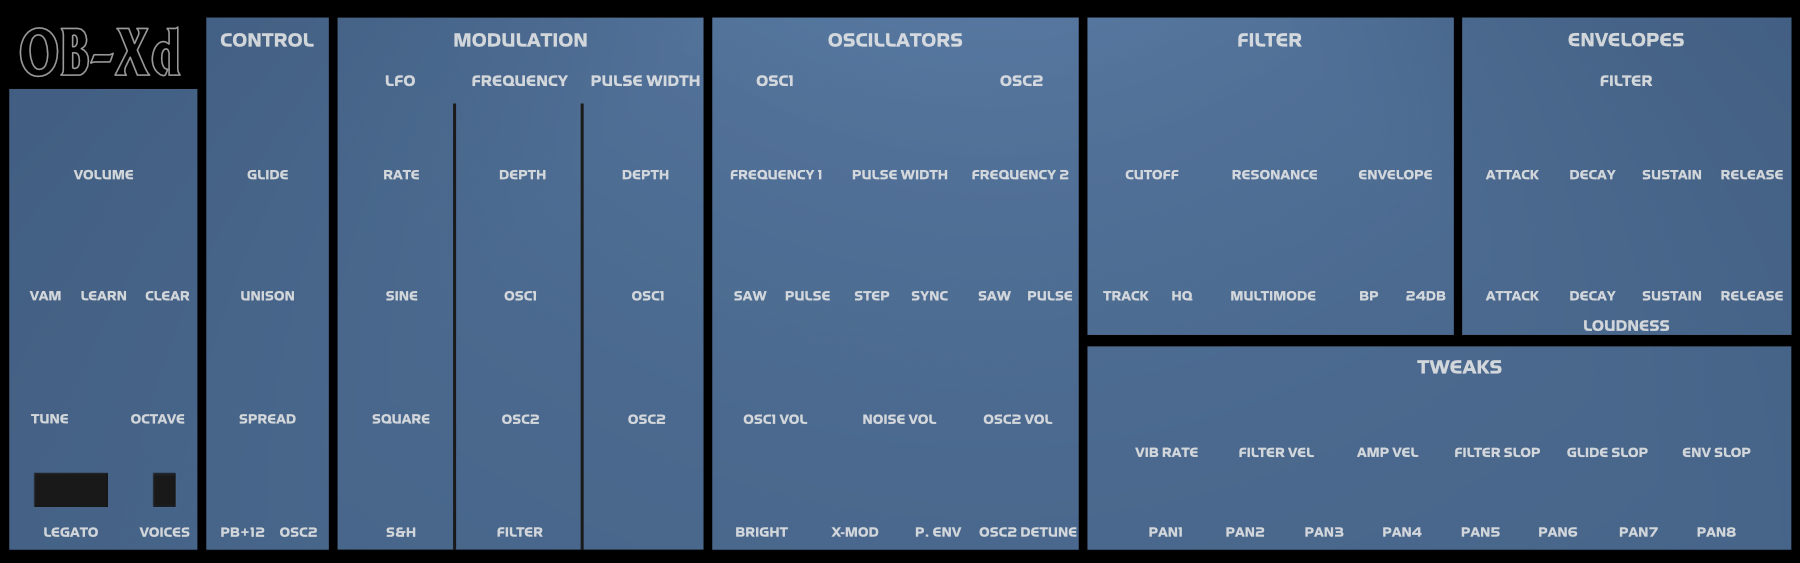 OB-Xd
CONTROL MODULATION OSCILLATORS FILTER ENVELOPES
LFO FREQUENCY PULSE WIDTH OSC1 OSC2 FILTER
VOLUME GLIDE RATE DEPTH DEPTH FREQUENCY 1 PULSE WIDTH FREQUENCY 2 CUTOFF RESONANCE ENVELOPE ATTACK DECAY SUSTAIN RELEASE
VAM LEARN CLEAR UNISON SINE OSC1 OSC1 SAW PULSE STEP SYNC SAW PULSE TRACK HQ MULTIMODE BP 24DB ATTACK DECAY SUSTAIN RELEASE
LOUDNESS
TWEAKS
TUNE OCTAVE SPREAD SQUARE OSC2 OSC2 OSC1 VOL NOISE VOL OSC2 VOL
VIB RATE FILTER VEL AMP VEL FILTER SLOP GLIDE SLOP ENV SLOP
LEGATO VOICES PB+12 OSC2 S&H FILTER BRIGHT X-MOD P. ENV OSC2 DETUNE PAN1 PAN2 PAN3 PAN4 PAN5 PAN6 PAN7 PAN8